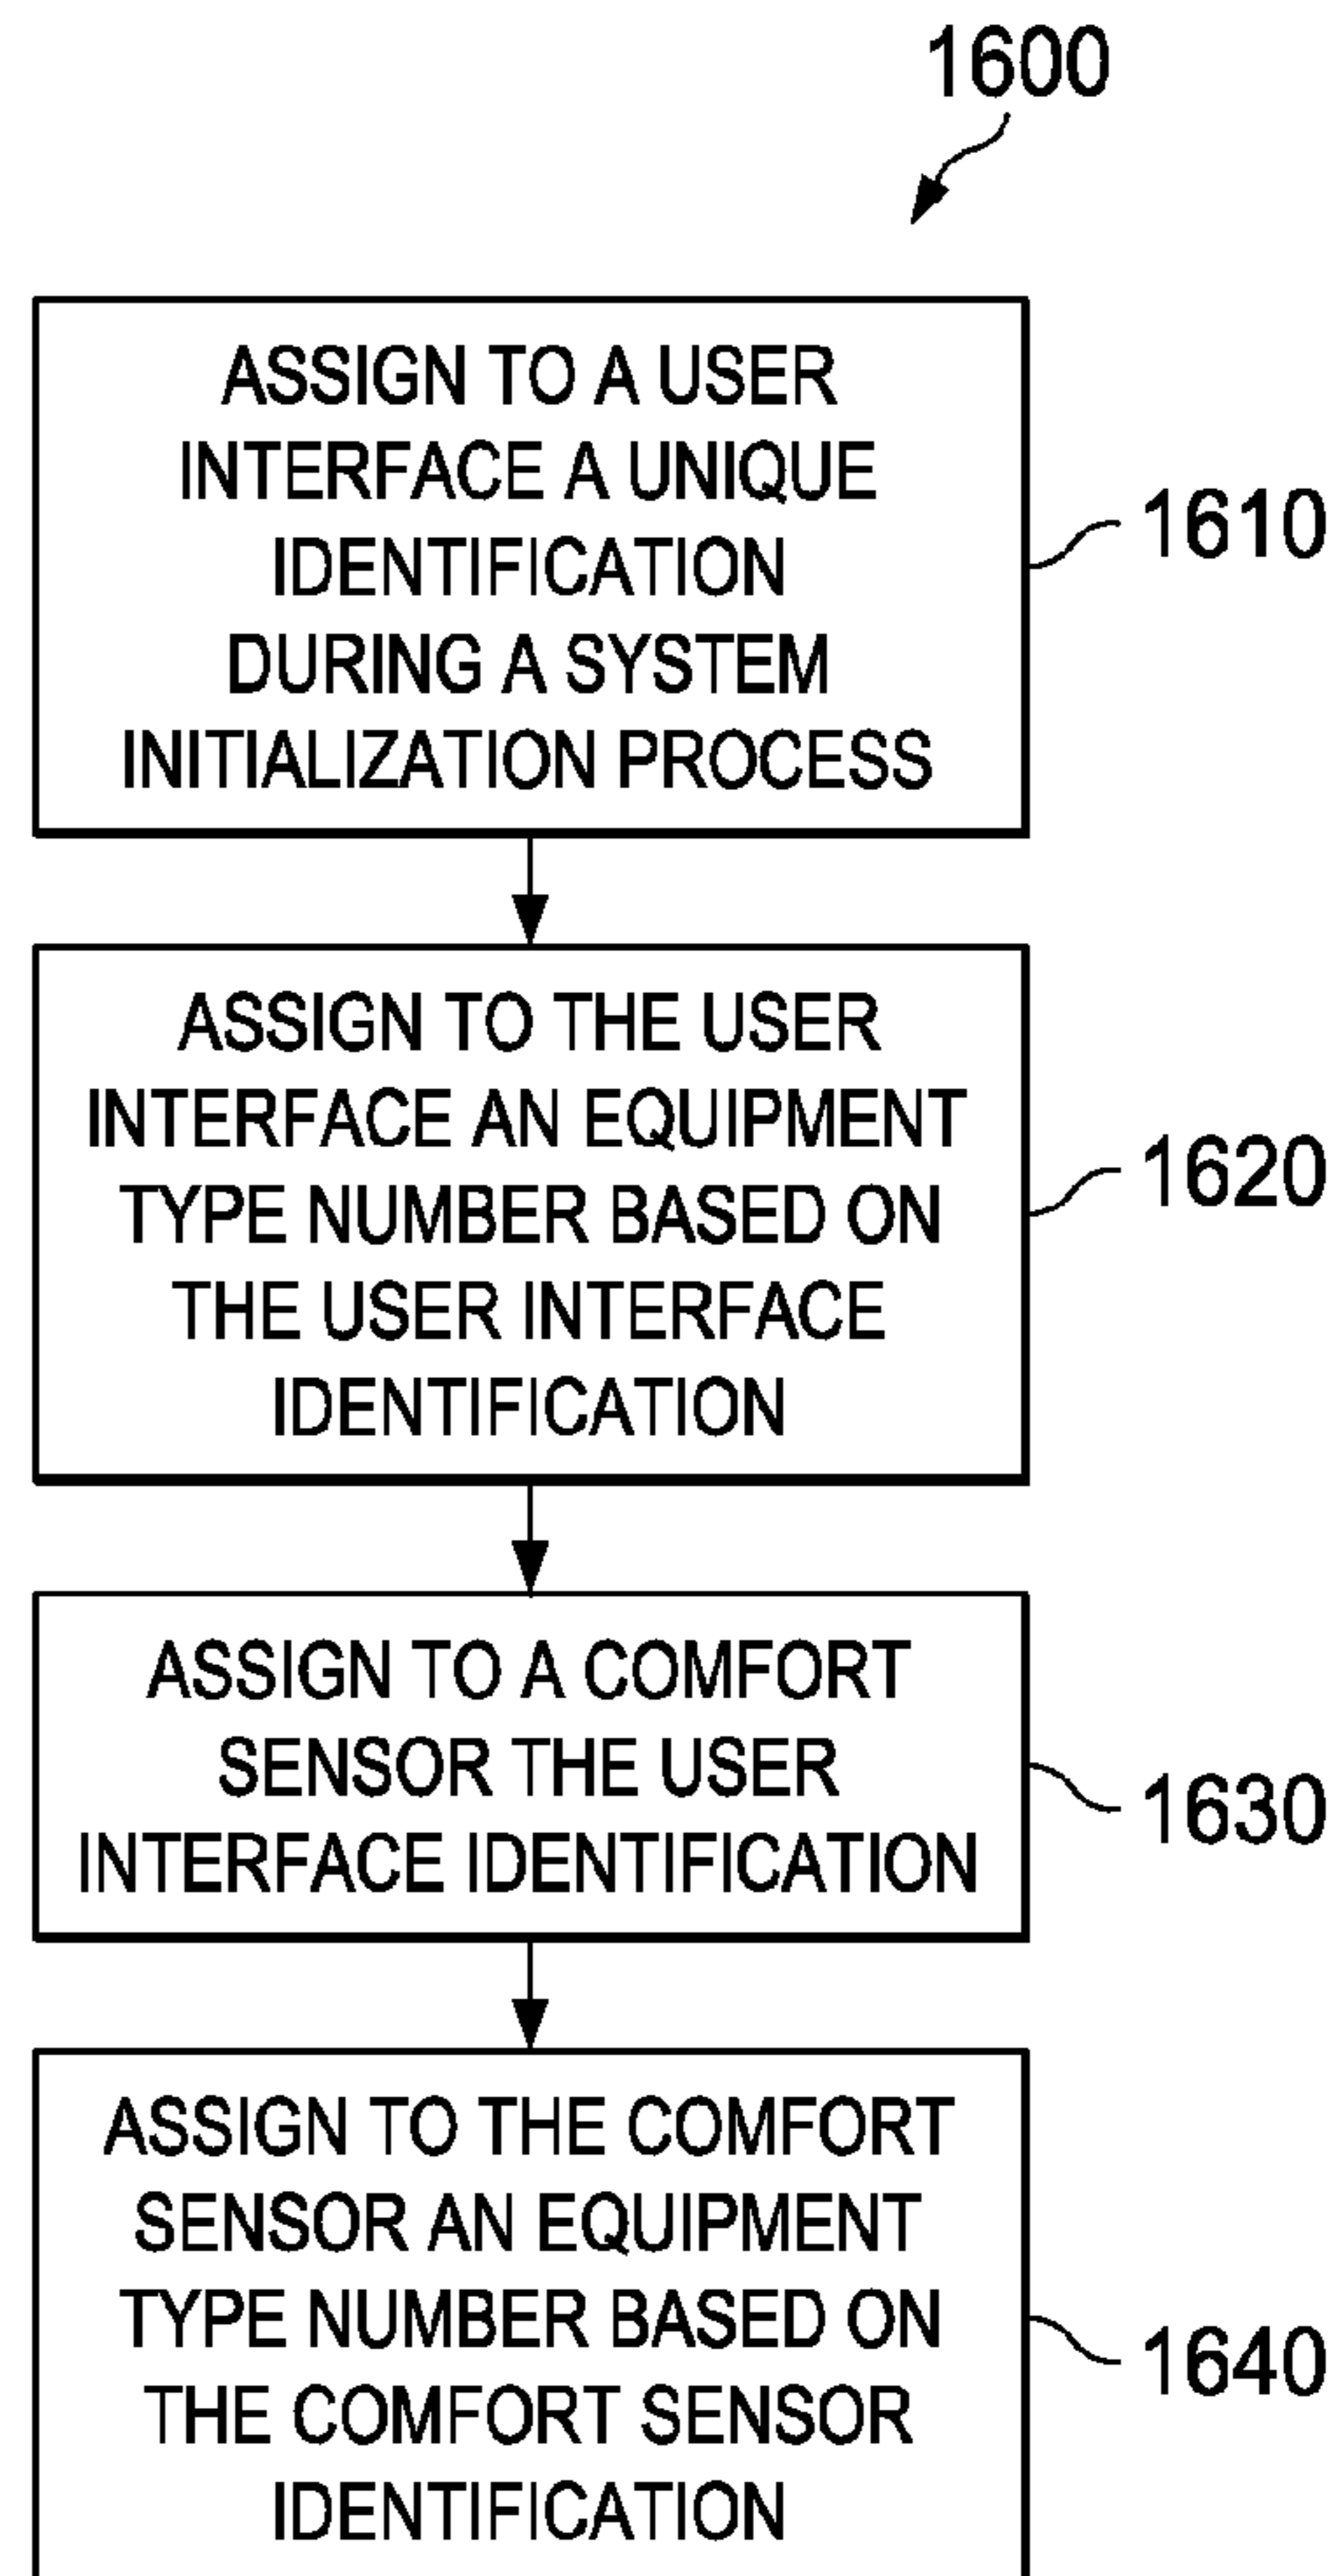 1600
ASSIGN TO A USER
INTERFACE A UNIQUE
IDENTIFICATION
DURING A SYSTEM
INITIALIZATION PROCESS
1610
ASSIGN TO THE USER
INTERFACE AN EQUIPMENT
TYPE NUMBER BASED ON
THE USER INTERFACE
IDENTIFICATION
1620
ASSIGN TO A COMFORT
SENSOR THE USER
INTERFACE IDENTIFICATION
1630
ASSIGN TO THE COMFORT
SENSOR AN EQUIPMENT
TYPE NUMBER BASED ON
THE COMFORT SENSOR
IDENTIFICATION
1640